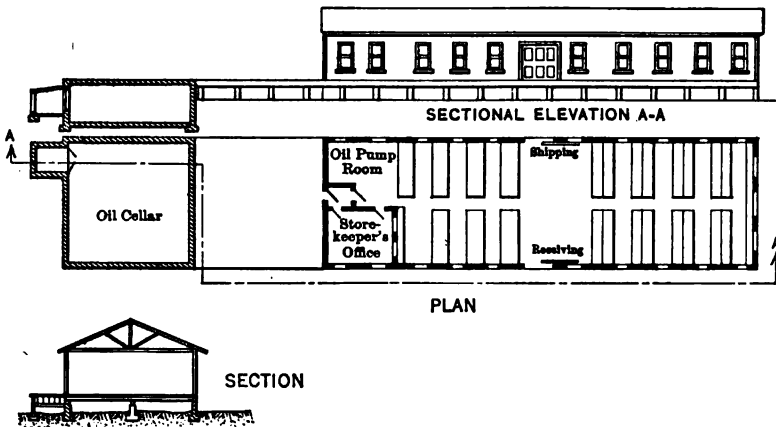 SECTIONAL ELEVATION A-A
A
Oil Pump
Room
Shipping
Oil Cellar
Store-
keeper's
Office
Receiving
A
PLAN
SECTION